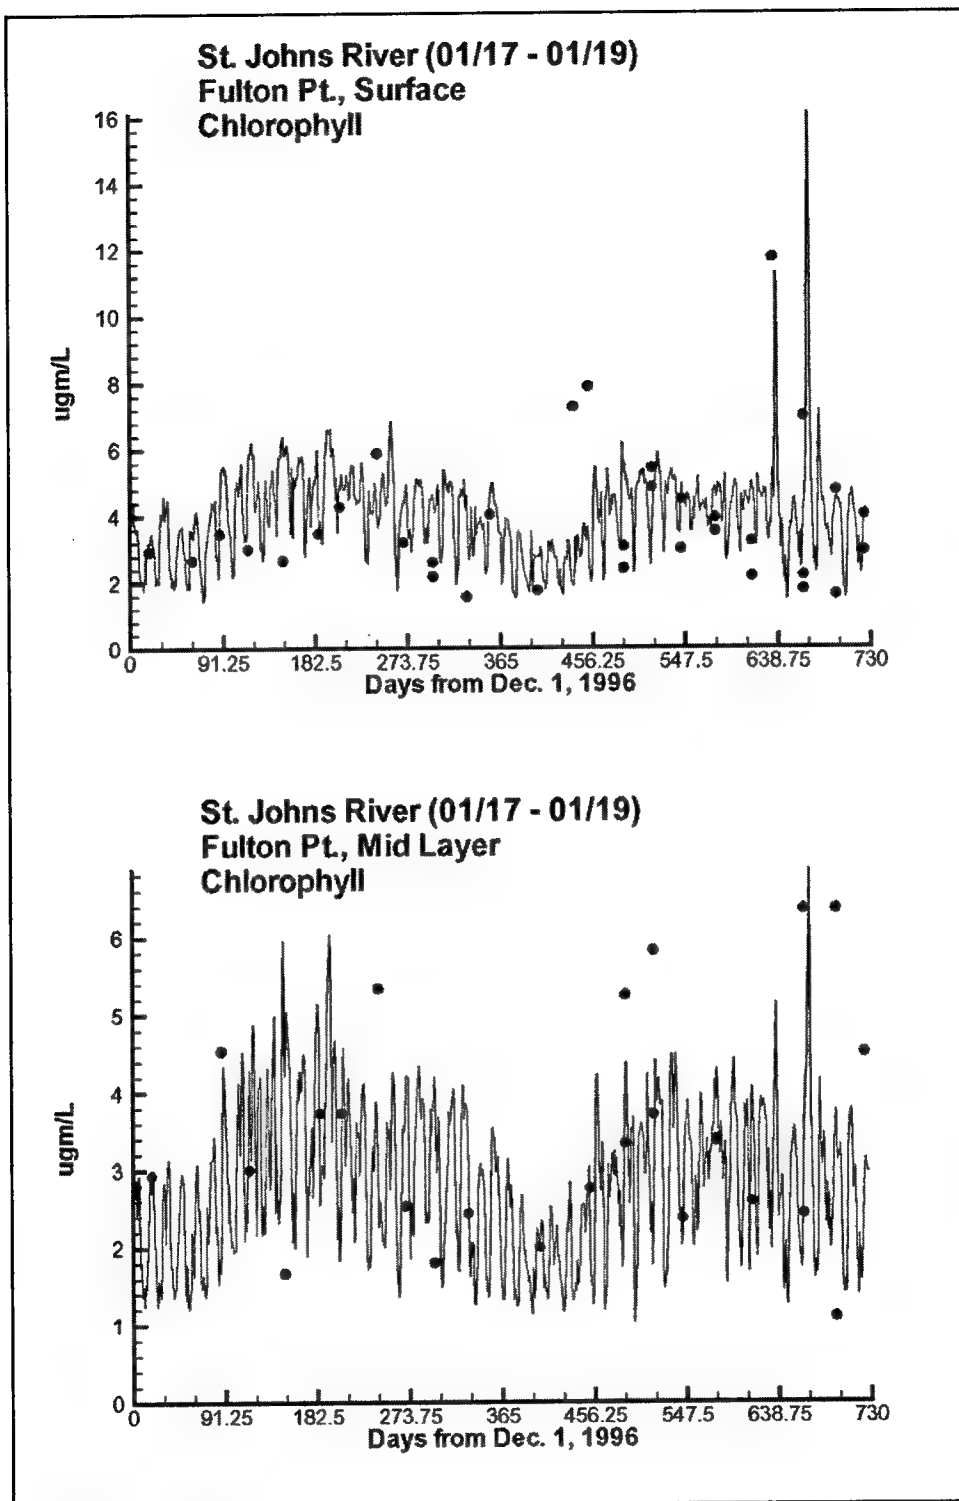 St. Johns River (01/17 - 01/19)
Fulton Pt., Surface
Chlorophyll
16
14
12
10
8
6
4
2
0
ugm/L
0 91.25 182.5 273.75 365 456.25 547.5 638.75 730
Days from Dec. 1, 1996
St. Johns River (01/17 - 01/19)
Fulton Pt., Mid Layer
Chlorophyll
6
5
4
3
2
1
0
ugm/L
0 91.25 182.5 273.75 365 456.25 547.5 638.75 730
Days from Dec. 1, 1996